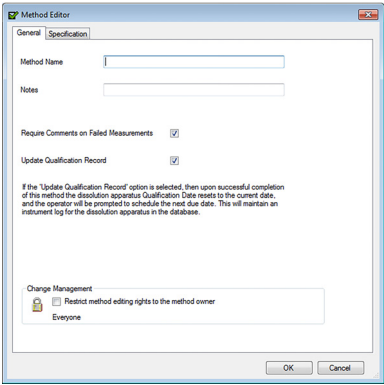 Method Editor
General Specification
Method Name
Notes
Require Comments on Failed Measurements
Update Qualification Record
If the 'Update Qualification Record' option is selected, then upon successful completion
of this method the dissolution apparatus Qualification Date resets to the current date,
and the operator will be prompted to schedule the next due date. This will maintain an
instrument log for the dissolution apparatus in the database.
Change Management
Restrict method editing rights to the method owner
Everyone
OK Cancel